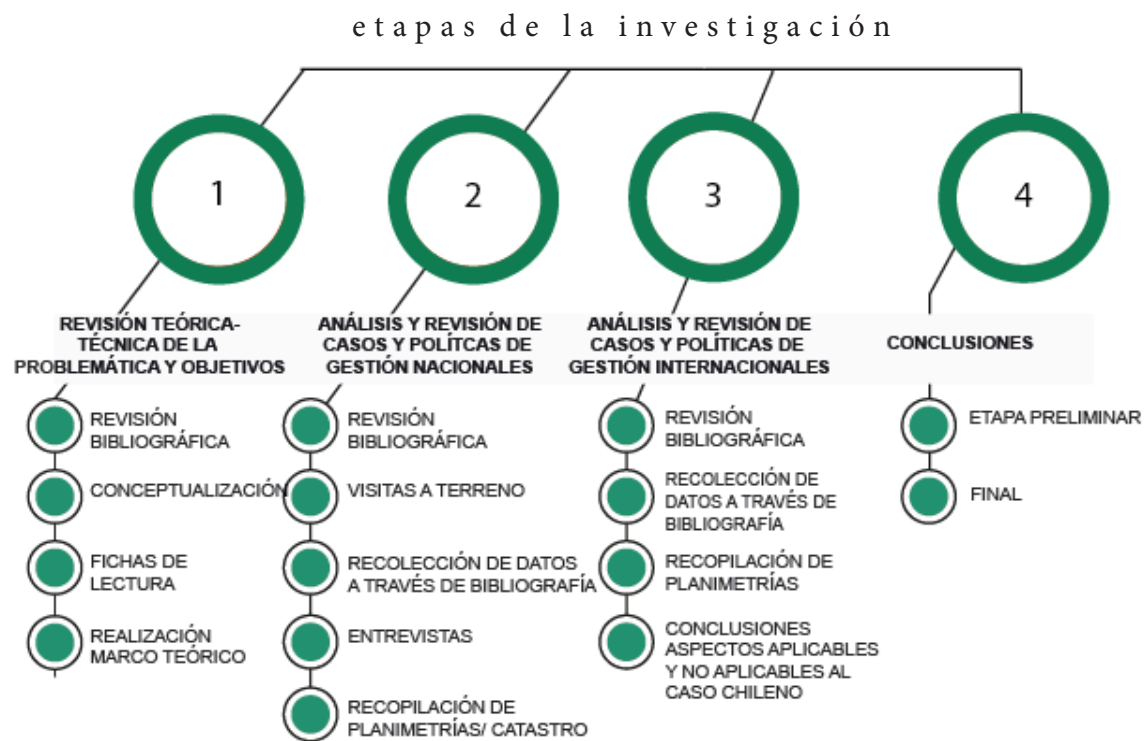 etapas de la investigación
1
2
3
4
REVISIÓN TEÓRICA-
TÉCNICA DE LA
PROBLEMÁTICA Y OBJETIVOS
REVISIÓN
BIBLIOGRÁFICA
CONCEPTUALIZACIÓN
FICHAS DE
LECTURA
REALIZACIÓN
MARCO TEÓRICO
ANÁLISIS Y REVISIÓN DE
CASOS Y POLÍTCAS DE
GESTIÓN NACIONALES
REVISIÓN
BIBLIOGRÁFICA
VISITAS A TERRENO
RECOLECCIÓN DE DATOS
A TRAVÉS DE BIBLIOGRAFÍA
ENTREVISTAS
RECOPILACIÓN DE
PLANIMETRÍAS/ CATASTRO
ANÁLISIS Y REVISIÓN DE
CASOS Y POLÍTICAS DE
GESTIÓN INTERNACIONALES
REVISIÓN
BIBLIOGRÁFICA
RECOLECCIÓN DE
DATOS A TRAVÉS DE
BIBLIOGRAFÍA
RECOPILACIÓN DE
PLANIMETRÍAS
CONCLUSIONES
ASPECTOS APLICABLES
Y NO APLICABLES AL
CASO CHILENO
CONCLUSIONES
ETAPA PRELIMINAR
FINAL